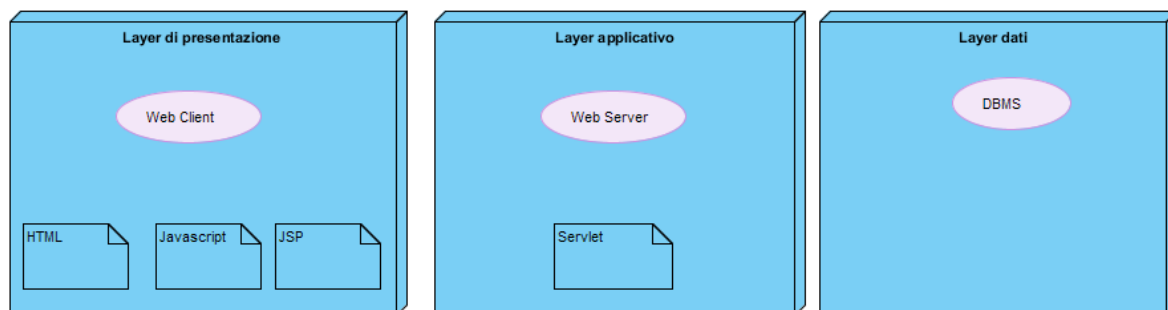 Layer di presentazione
Web Client
HTML
Javascript
JSP
Layer applicativo
Web Server
Servlet
Layer dati
DBMS